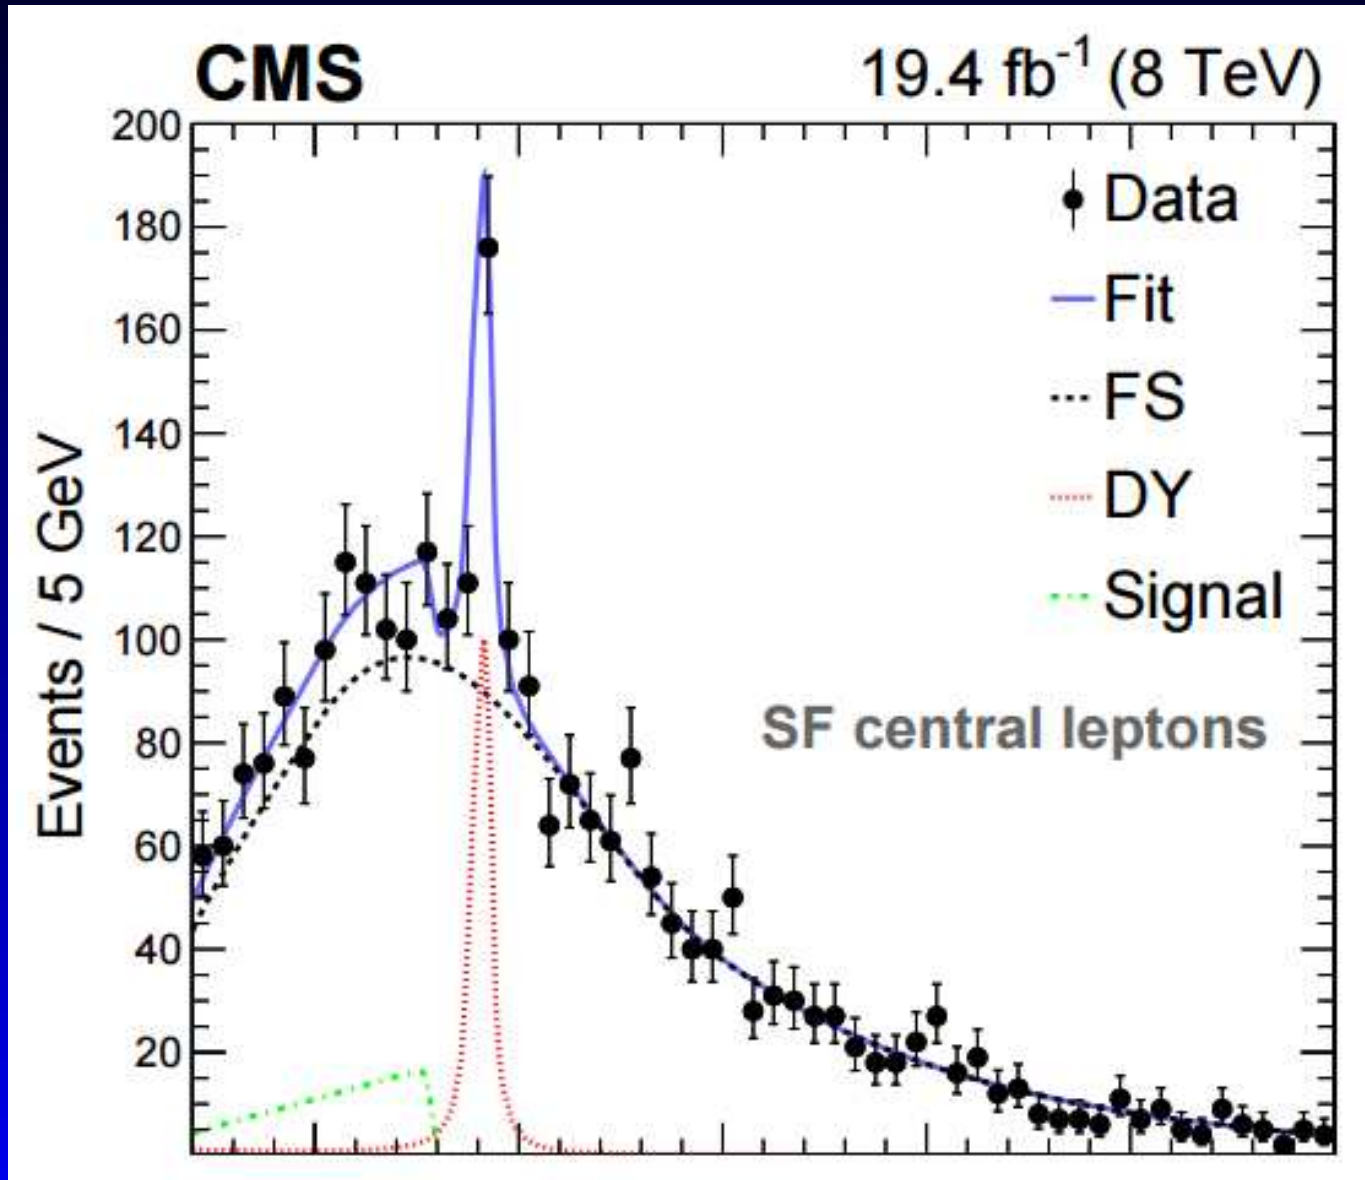 CMS
19.4 fb⁻¹ (8 TeV)
200
180
160
140
120
100
80
60
40
20
Events / 5 GeV
Data
Fit
FS
DY
Signal
SF central leptons